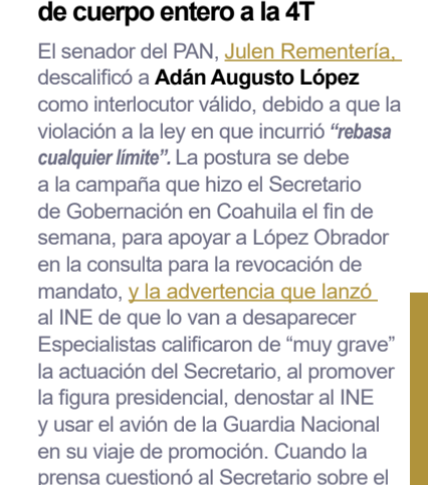 de cuerpo entero a la 4T
El senador del PAN, Julen Rementería,
descalificó a Adán Augusto López
como interlocutor válido, debido a que la
violación a la ley en que incurrió “rebasa
cualquier límite”. La postura se debe
a la campaña que hizo el Secretario
de Gobernación en Coahuila el fin de
semana, para apoyar a López Obrador
en la consulta para la revocación de
mandato, y la advertencia que lanzó
al INE de que lo van a desaparecer
Especialistas calificaron de “muy grave”
la actuación del Secretario, al promover
la figura presidencial, denostar al INE
y usar el avión de la Guardia Nacional
en su viaje de promoción. Cuando la
prensa cuestionó al Secretario sobre el